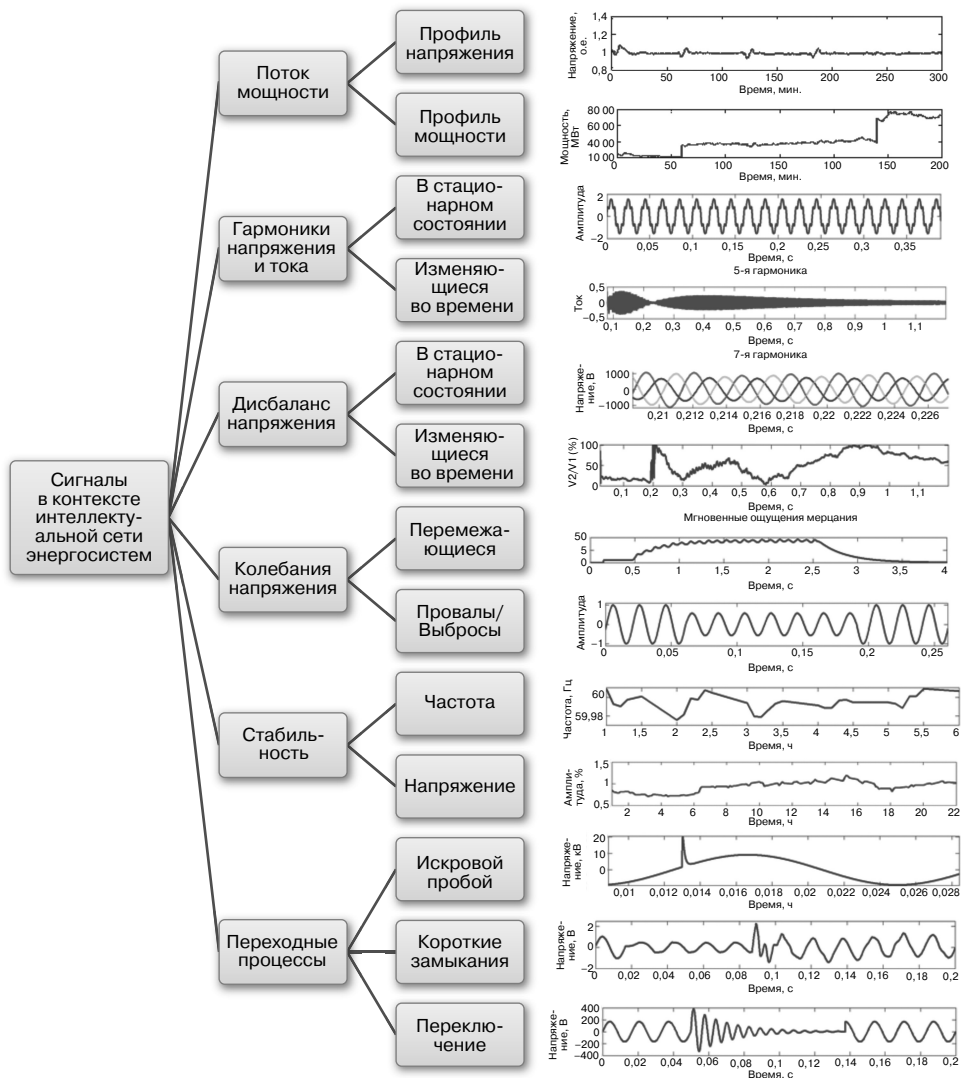 Сигналы
в контексте
интеллекту-
альной сети
энергосистем
Поток
мощности
Гармоники
напряжения
и тока
Дисбаланс
напряжения
Колебания
напряжения
Стабиль-
ность
Переходные
процессы
Профиль
напряжения
Профиль
мощности
В стацио-
нарном
состоянии
Изменяю-
щиеся
во времени
В стацио-
нарном
состоянии
Изменяю-
щиеся
во времени
Перемежа-
ющиеся
Провалы/
Выбросы
Частота
Напряжение
Искровой
пробой
Короткие
замыкания
Переклю-
чение
Напряжение,
о.е.
1,4
1,2
1
0,8
0 50 100 150 200 250 300
Время, мин.
Мощность,
МВт
80 00
60 00
40 00
10 00
0 50 100 150 200
Время, мин.
Амплитуда
2
0
−2
0 0,05 0,1 0,15 0,2 0,25 0,3 0,35
Время, с
5-я гармоника
Ток
0,5
0
−0,5
0,1 0,2 0,3 0,4 0,5 0,6 0,7 0,8 0,9 1 1,1
Время, с
7-я гармоника
Напряже-
ние, В
1000
0
−1000
0,21 0,212 0,214 0,216 0,218 0,22 0,222 0,224 0,226
Время, с
V2/V1 (%)
100
50
0
0,1 0,2 0,3 0,4 0,5 0,6 0,7 0,8 0,9 1 1,1
Время, с
Мгновенные ощущения мерцания
50
5
0
0 0,5 1 1,5 2 2,5 3 3,5 4
Время, с
Амплитуда
1
0
−1
0 0,05 0,1 0,15 0,2 0,25
Время, с
Частота, Гц
60
59,98
1 1,5 2 2,5 3 3,5 4 4,5 5 5,5 6
Время, ч
Ампли-
туда, %
1,5
1
0,5
2 4 6 8 10 12 14 16 18 20 22
Время, ч
Напряже-
ние, кВ
20
10
0
0,01 0,012 0,014 0,016 0,018 0,02 0,022 0,024 0,026 0,028
Время, ч
Напряже-
ние, В
2
0
−2
0 0,02 0,04 0,06 0,08 0,1 0,12 0,14 0,16 0,18 0,2
Время, с
Напряже-
ние, В
400
200
0
−200
−400
0 0,02 0,04 0,06 0,08 0,1 0,12 0,14 0,16 0,18 0,2
Время, с